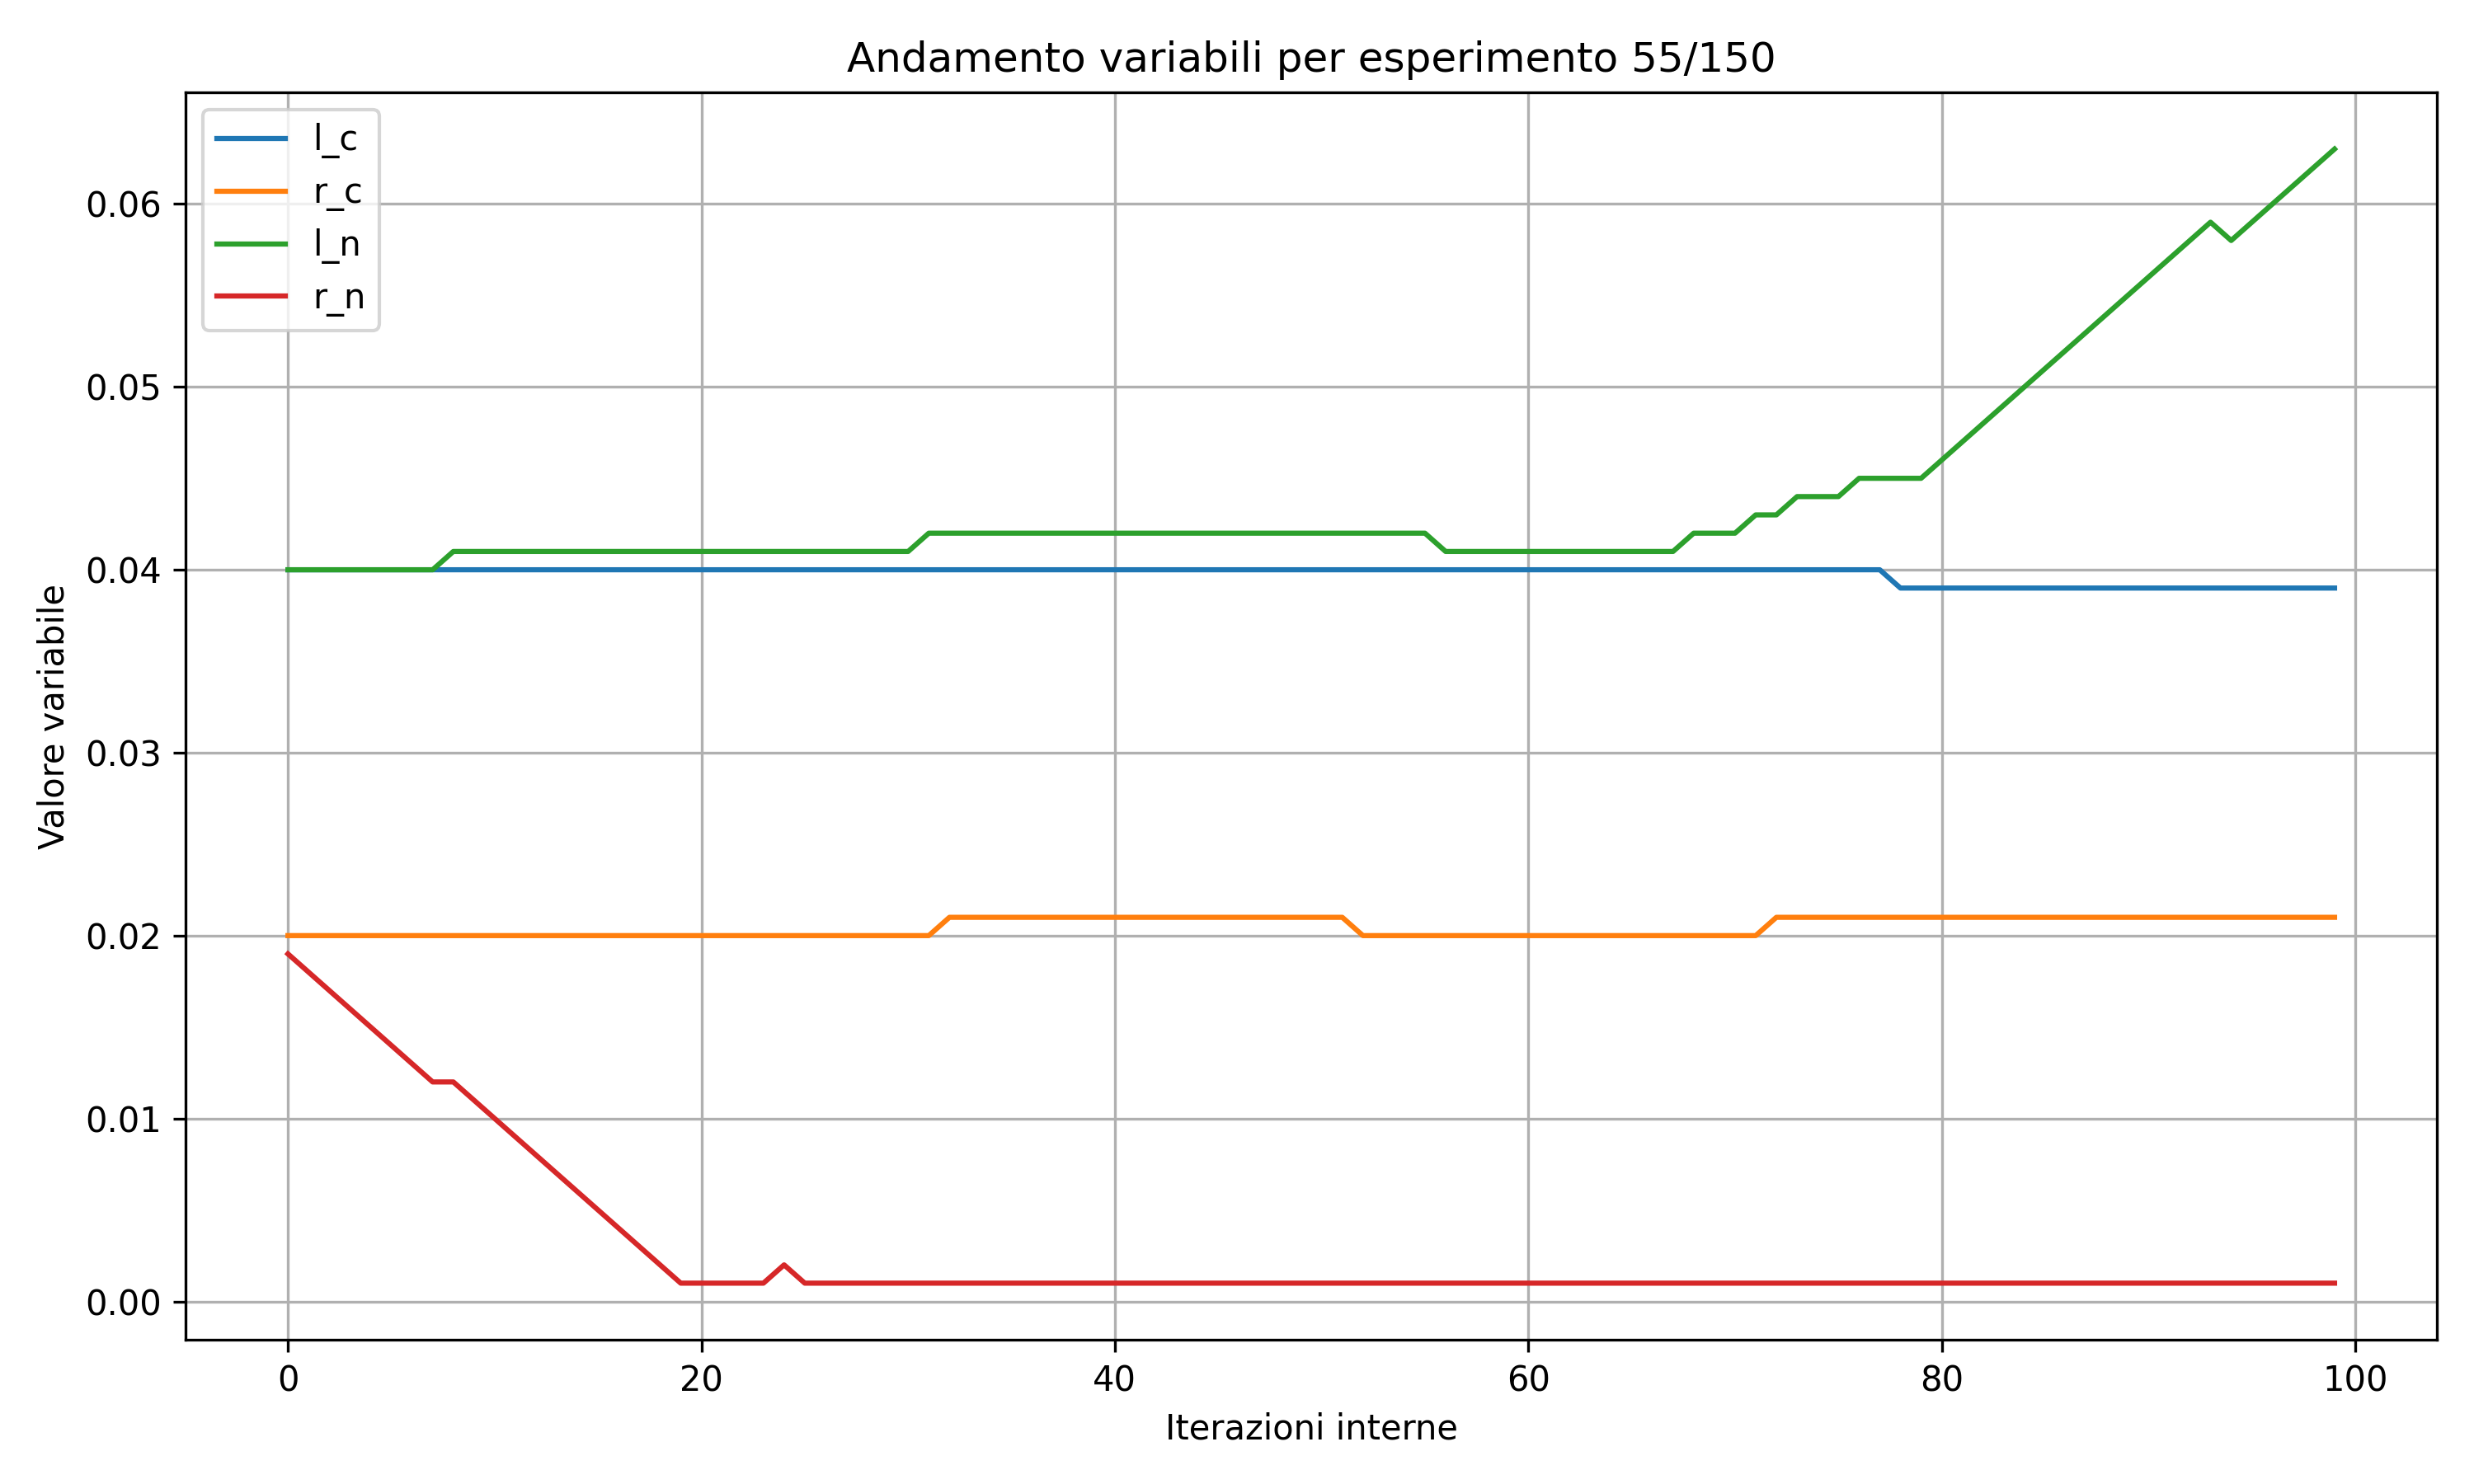 Andamento variabili per esperimento 55/150
l_c
r_c
l_n
r_n
Valore variabile
0.06
0.05
0.04
0.03
0.02
0.01
0.00
0 20 40 60 80 100
Iterazioni interne